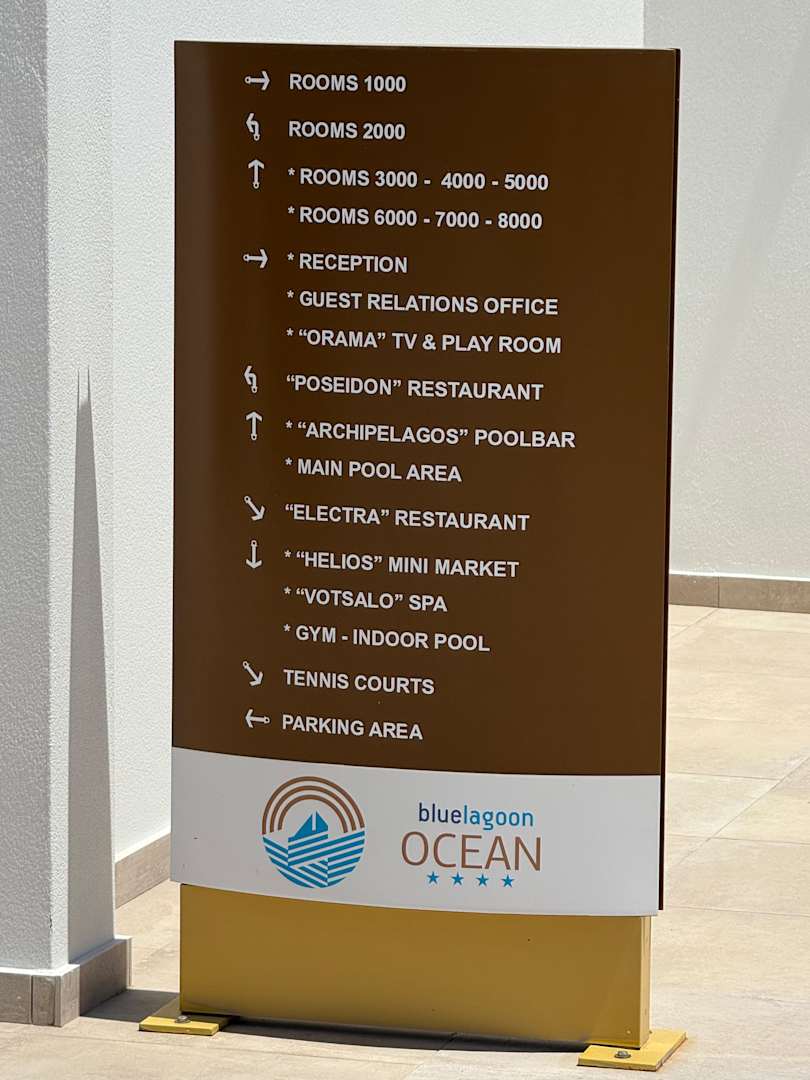 ROOMS 1000
ROOMS 2000
* ROOMS 3000 - 4000 - 5000
* ROOMS 6000 - 7000 - 8000
* RECEPTION
* GUEST RELATIONS OFFICE
* “ORAMA” TV & PLAY ROOM
“POSEIDON” RESTAURANT
* “ARCHIPELAGOS” POOLBAR
* MAIN POOL AREA
“ELECTRA” RESTAURANT
* “HELIOS” MINI MARKET
* “VOTSALO” SPA
* GYM - INDOOR POOL
TENNIS COURTS
PARKING AREA
bluelagoon
OCEAN